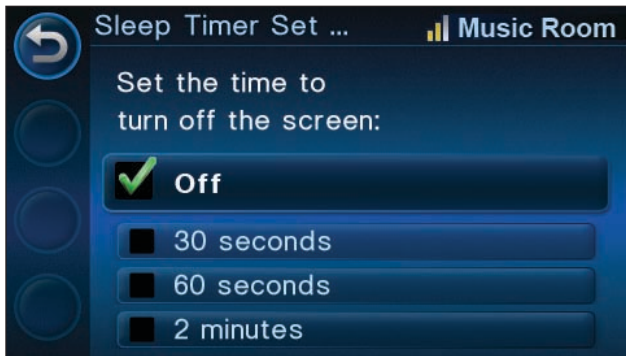 Sleep Timer Set ...
Music Room
Set the time to
turn off the screen:
Off
30 seconds
60 seconds
2 minutes